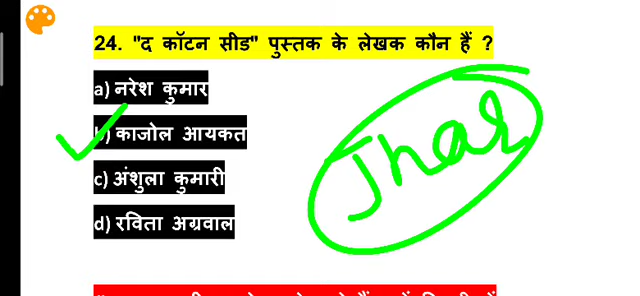 24. "द कॉटन सीड" पुस्तक के लेखक कौन हैं ?
a) नरेश कुमार
b) काजोल आयकत
c) अंशुला कुमारी
d) रविता अग्रवाल
Jhar